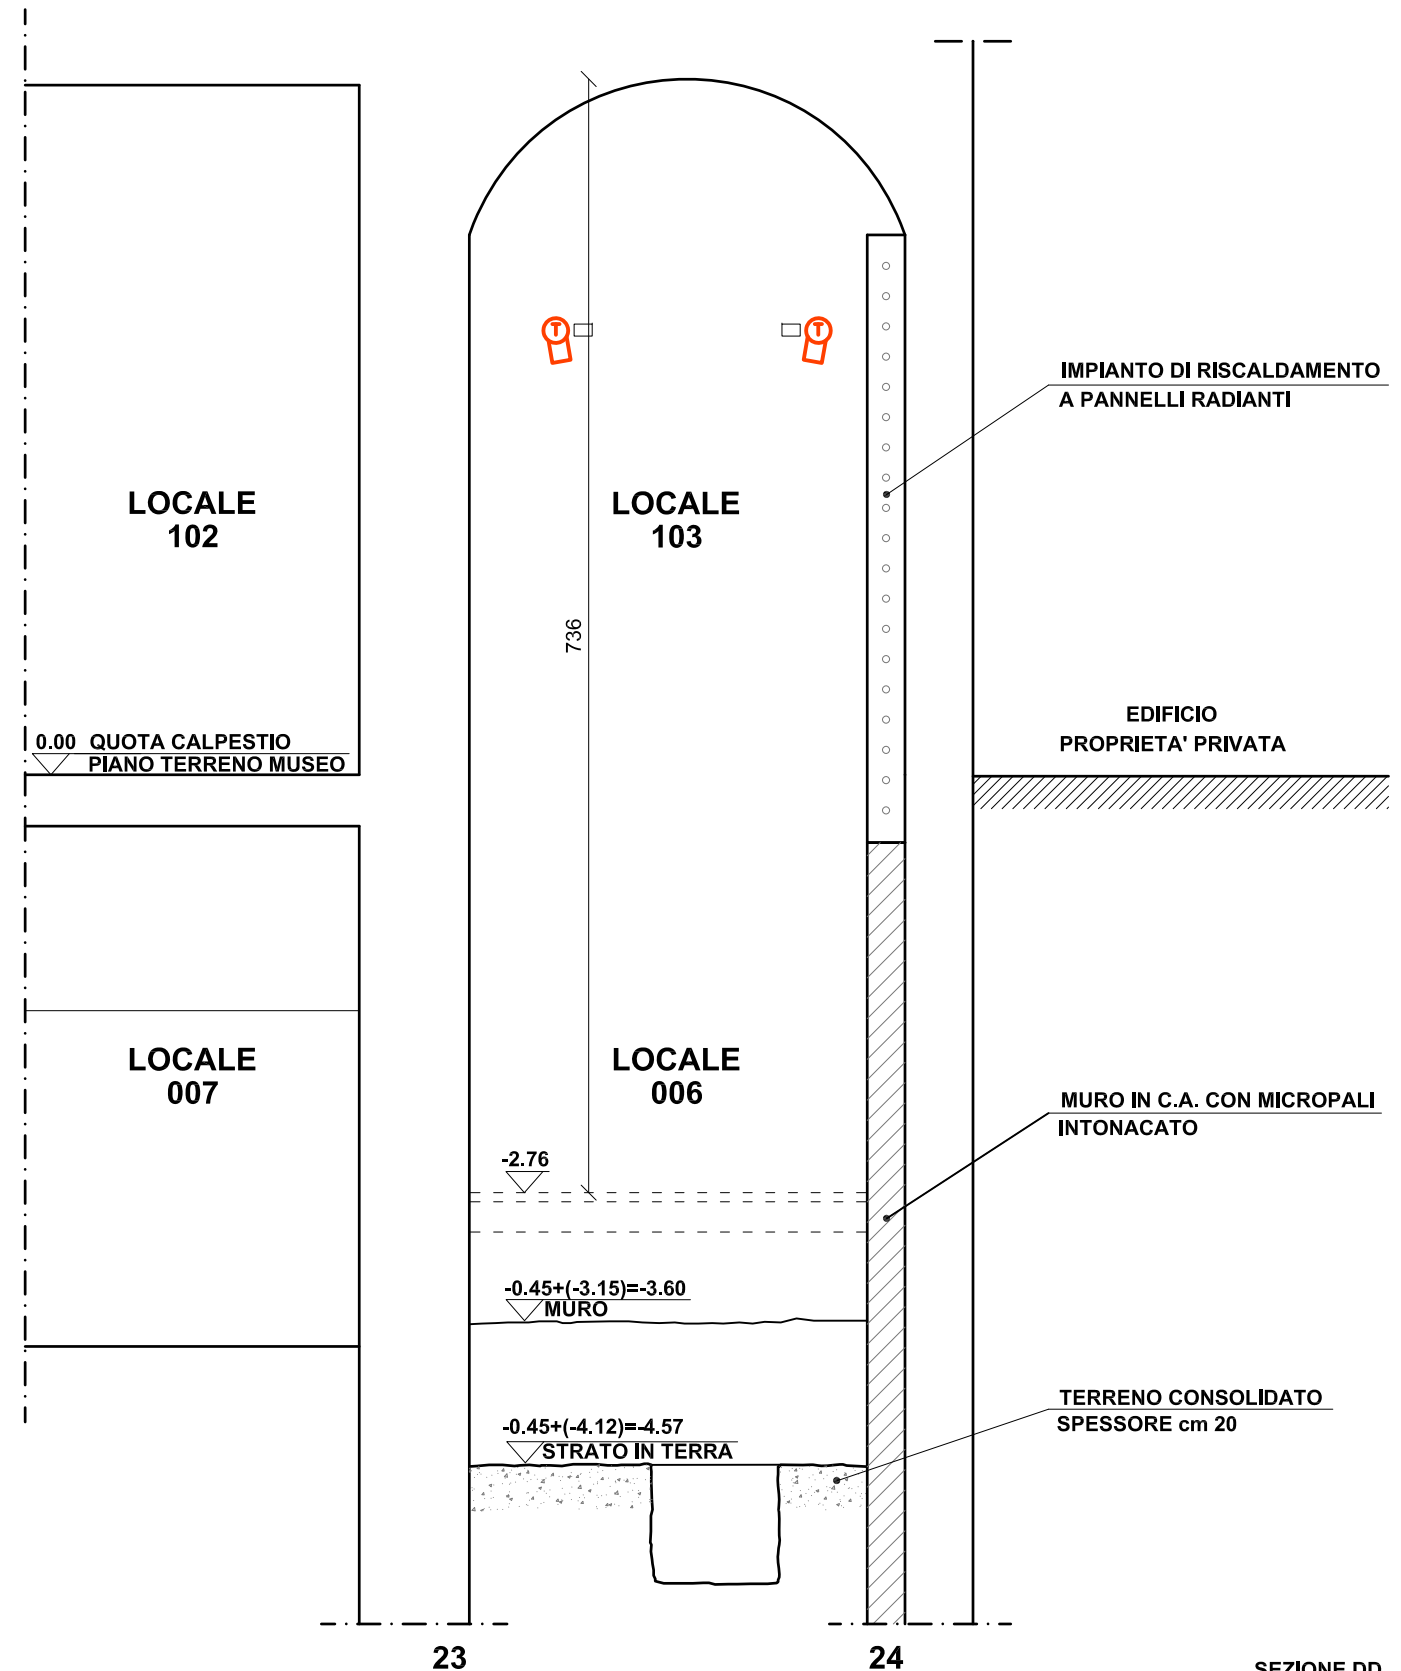 T
T
IMPIANTO DI RISCALDAMENTO
A PANNELLI RADIANTI
LOCALE
102
LOCALE
103
736
0.00 QUOTA CALPESTIO
PIANO TERRENO MUSEO
EDIFICIO
PROPRIETA' PRIVATA
LOCALE
007
LOCALE
006
MURO IN C.A. CON MICROPALI
INTONACATO
-2.76
-0.45+(-3.15)=-3.60
MURO
TERRENO CONSOLIDATO
SPESSORE cm 20
-0.45+(-4.12)=-4.57
STRATO IN TERRA
23
24
SEZIONE DD